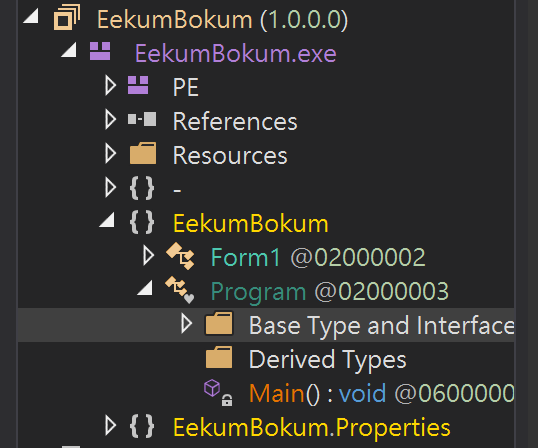 EekumBokum (1.0.0.0)
EekumBokum.exe
PE
References
Resources
{ } -
{ } EekumBokum
Form1 @02000002
Program @02000003
Base Type and Interface
Derived Types
Main() : void @0600000
{ } EekumBokum.Properties